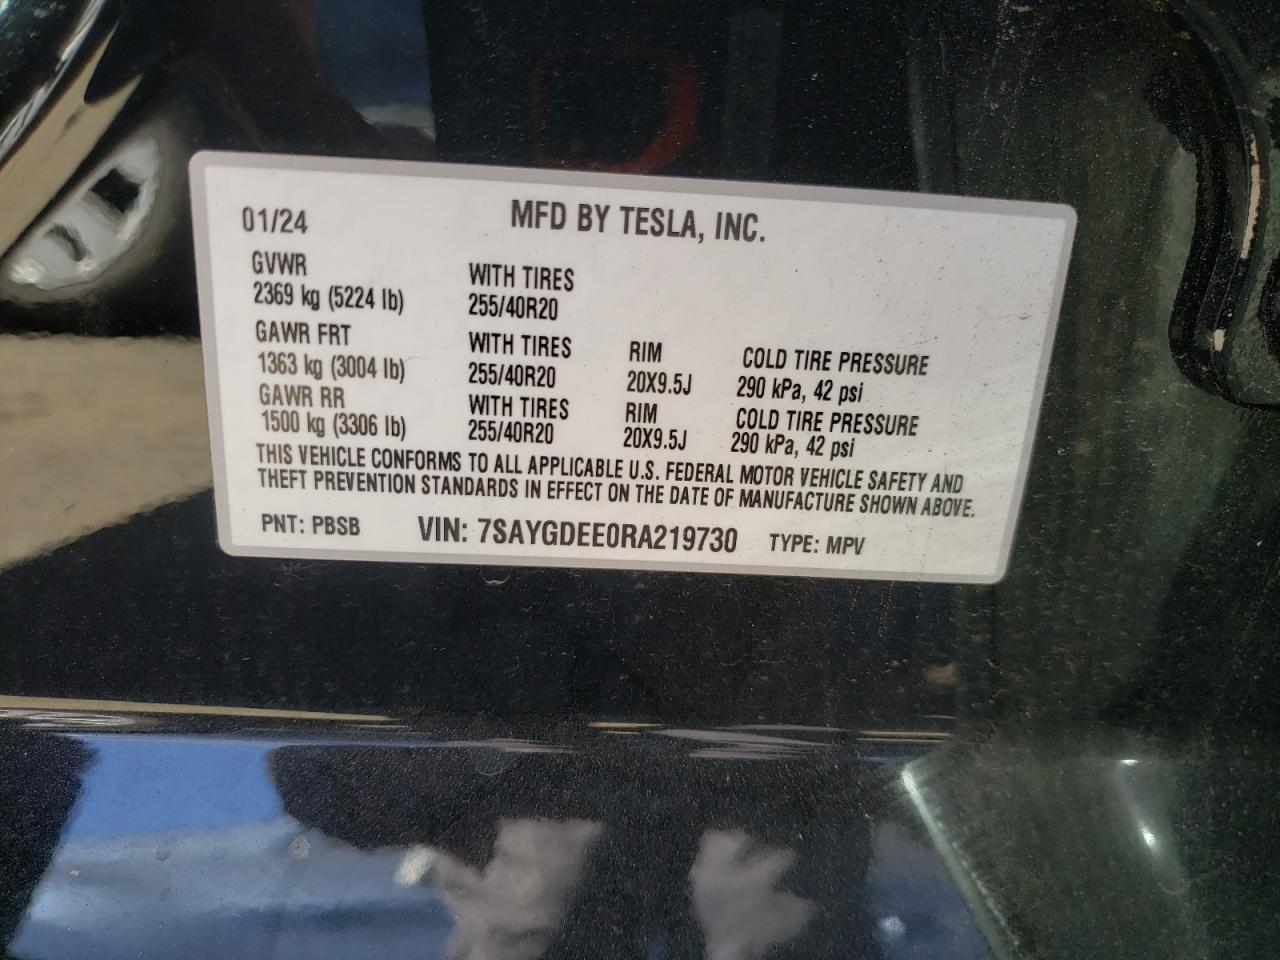 01/24 MFD BY TESLA, INC.
GVWR WITH TIRES
2369 kg (5224 lb) 255/40R20
GAWR FRT WITH TIRES RIM COLD TIRE PRESSURE
1363 kg (3004 lb) 255/40R20 20X9.5J 290 kPa, 42 psi
GAWR RR WITH TIRES RIM COLD TIRE PRESSURE
1500 kg (3306 lb) 255/40R20 20X9.5J 290 kPa, 42 psi
THIS VEHICLE CONFORMS TO ALL APPLICABLE U.S. FEDERAL MOTOR VEHICLE SAFETY AND
THEFT PREVENTION STANDARDS IN EFFECT ON THE DATE OF MANUFACTURE SHOWN ABOVE.
PNT: PBSB VIN: 7SAYGDEE0RA219730 TYPE: MPV